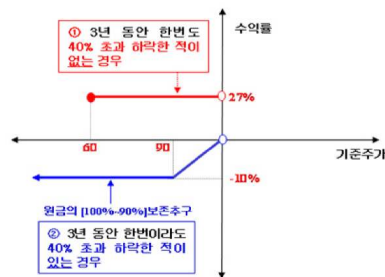 수익률
① 3년 동안 한번도
40% 초과 하락한 적이
없는 경우
27%
60
90
기준주가
-10%
원금의 [100%~90%]보존추구
② 3년 동안 한번이라도
40% 초과 하락한 적이
있는 경우